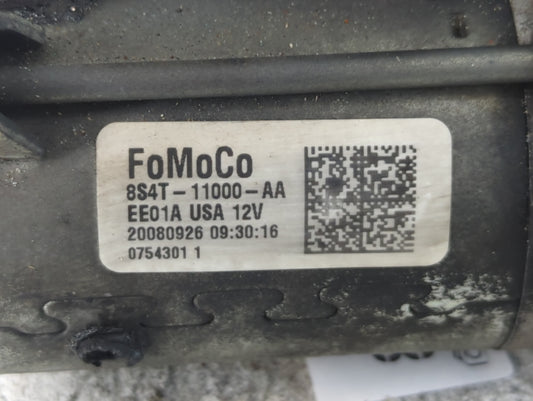 FoMoCo
8S4T-11000-AA
EE01A USA 12V
20080926 09:30:16
0754301 1